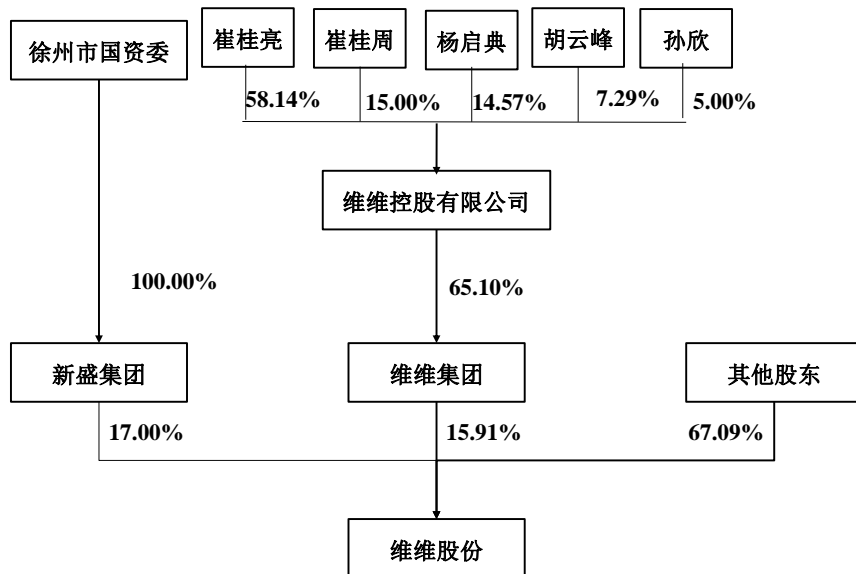 徐州市国资委
崔桂亮
崔桂周
杨启典
胡云峰
孙欣
58.14%
15.00%
14.57%
7.29%
5.00%
维维控股有限公司
100.00%
65.10%
新盛集团
维维集团
其他股东
17.00%
15.91%
67.09%
维维股份